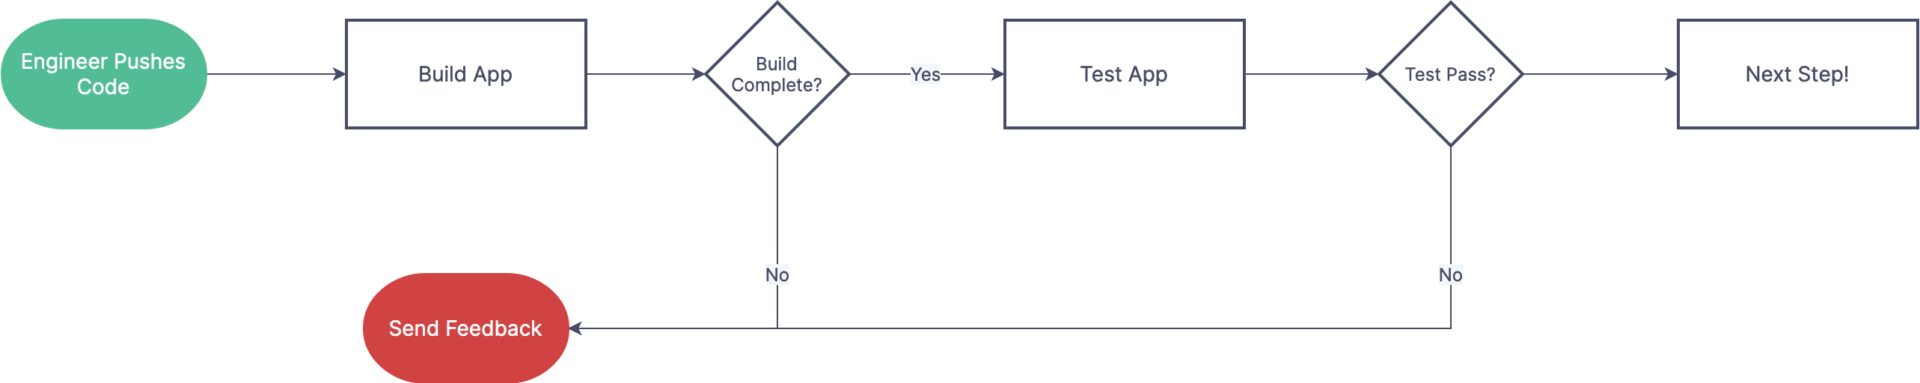 Engineer Pushes
Code
Build App
Build
Complete?
Yes
Test App
Test Pass?
Next Step!
No
No
Send Feedback